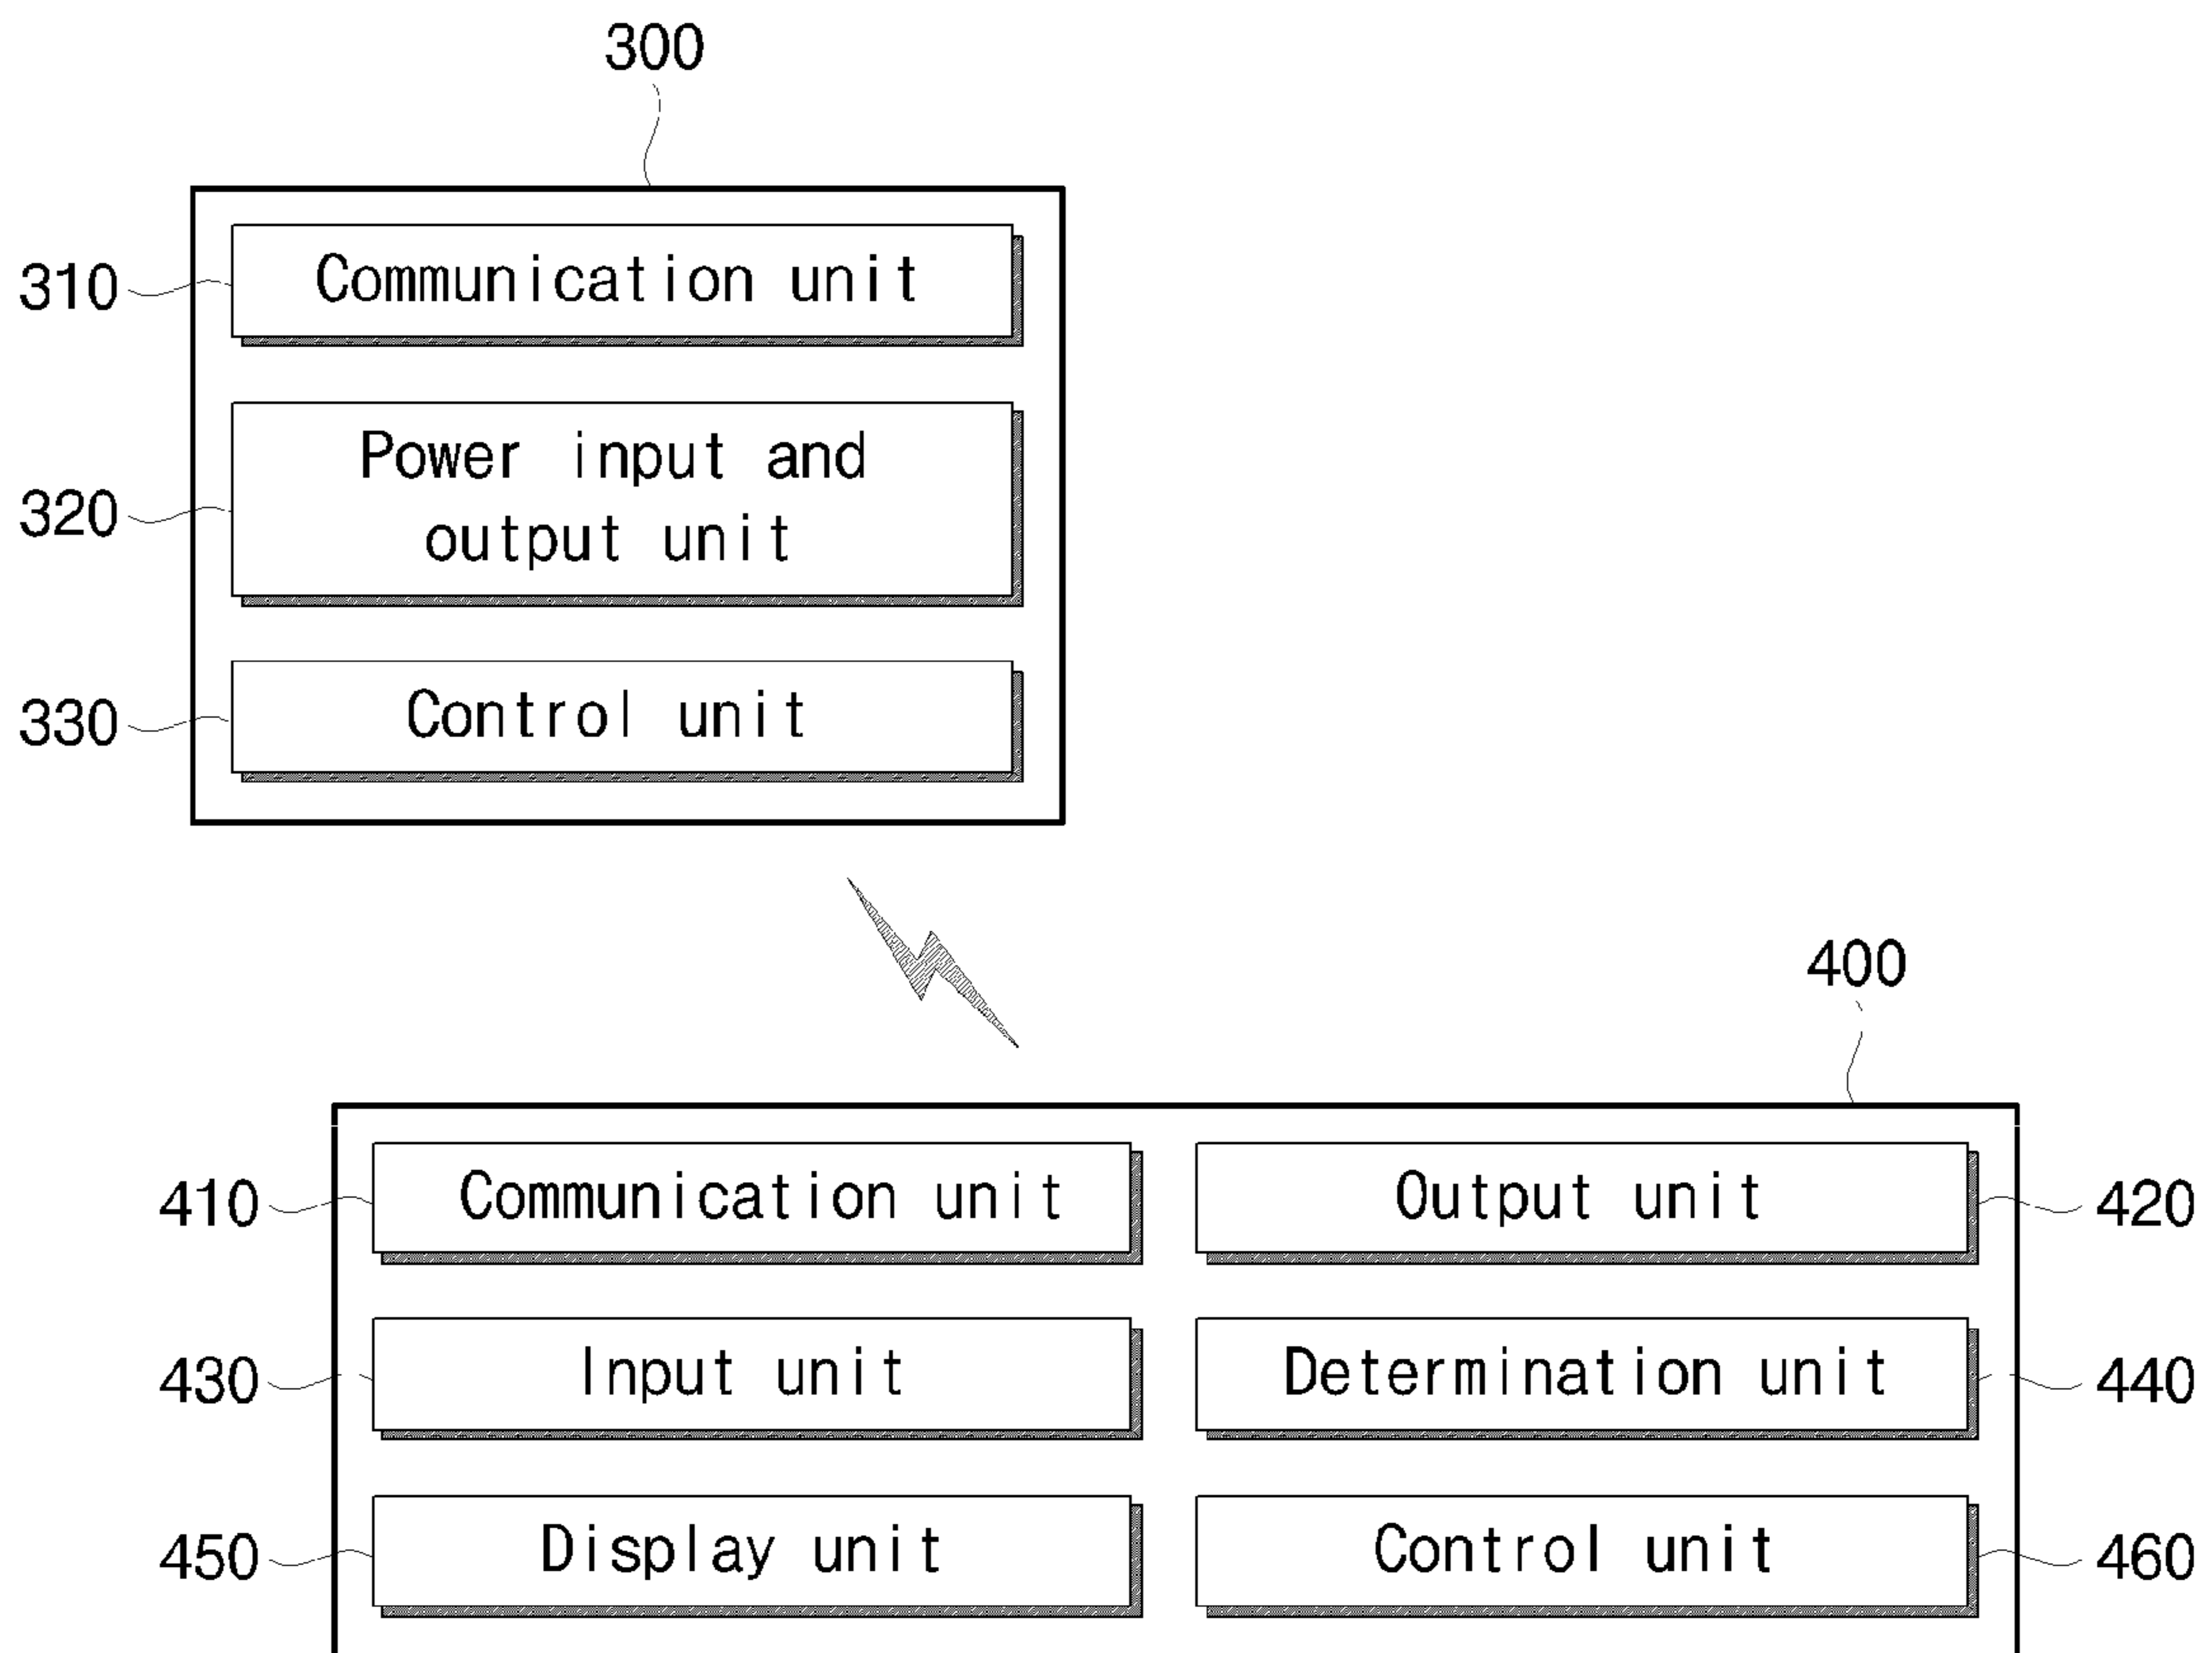 300
310
Communication unit
320
Power input and
output unit
330
Control unit
400
410
Communication unit
Output unit
420
430
Input unit
Determination unit
440
450
Display unit
Control unit
460